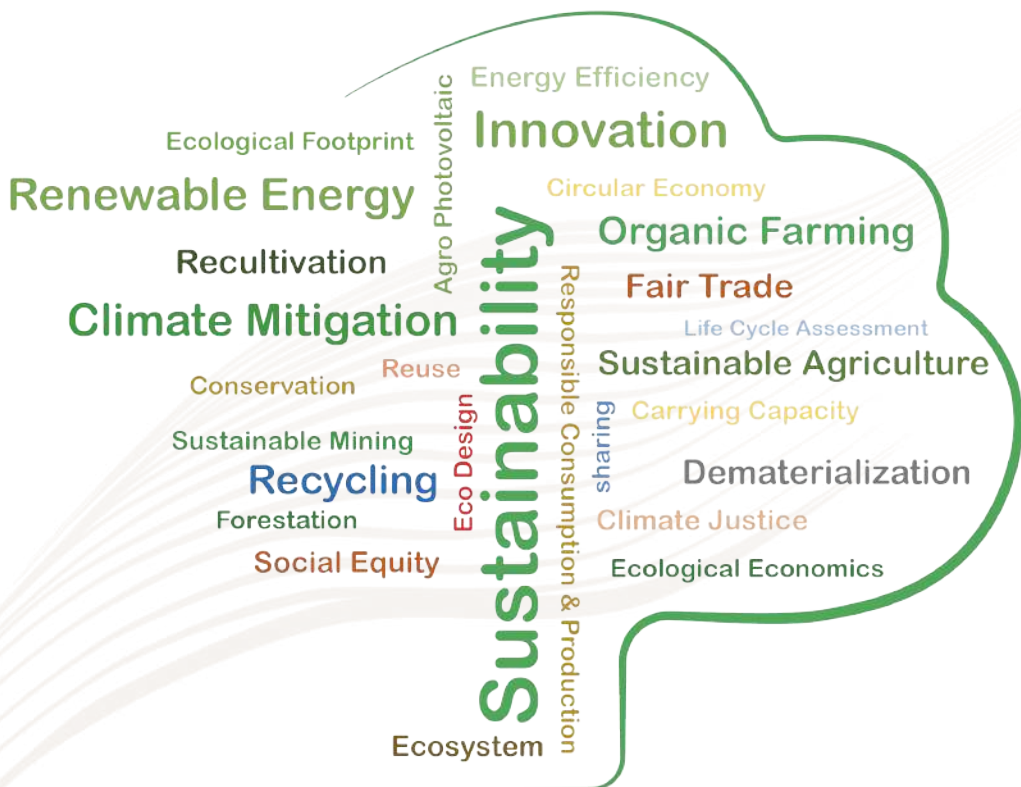 Energy Efficiency
Agro Photovoltaic
Innovation
Ecological Footprint
Renewable Energy
Circular Economy
Organic Farming
Recultivation
Fair Trade
Climate Mitigation
Life Cycle Assessment
Sustainable Agriculture
Reuse
Conservation
Carrying Capacity
Sustainability
Responsible Consumption & Production
Eco Design
sharing
Sustainable Mining
Recycling
Dematerialization
Forestation
Climate Justice
Social Equity
Ecological Economics
Ecosystem